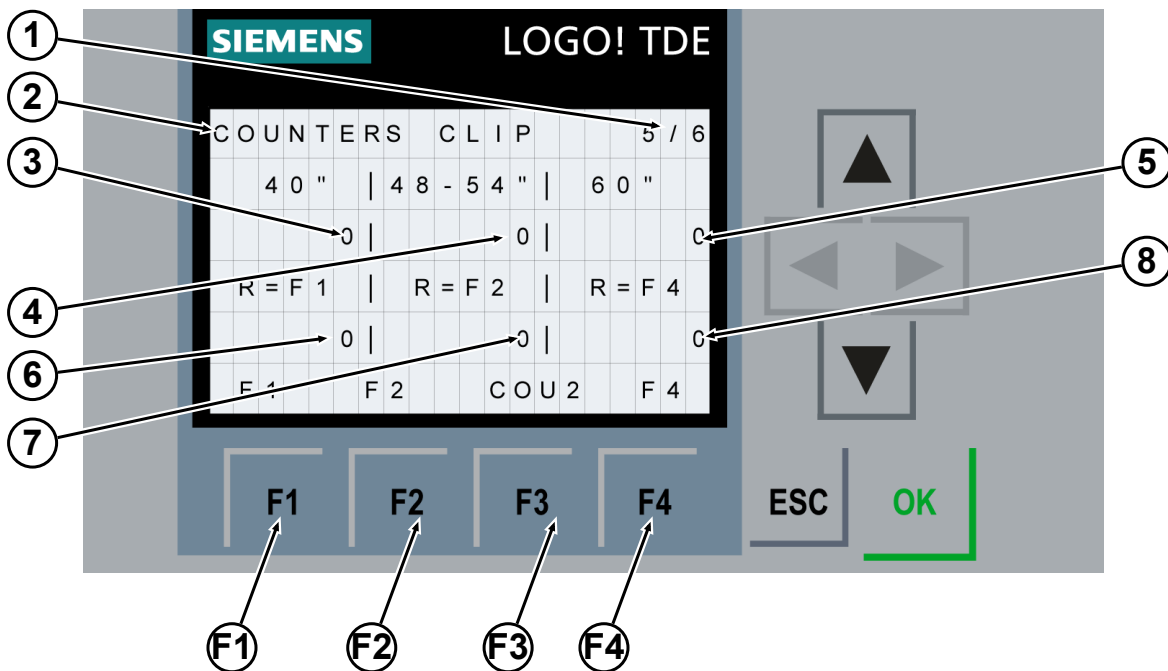 SIEMENS LOGO! TDE
1
2
3
4
5
6
7
8
COUNTERS CLIP 5/6
40" |48-54"| 60"
0| 0| 0
R=F1 | R=F2 | R=F4
0| 0| 0
F1 F2 COU2 F4
F1 F2 F3 F4 ESC OK
F1 F2 F3 F4